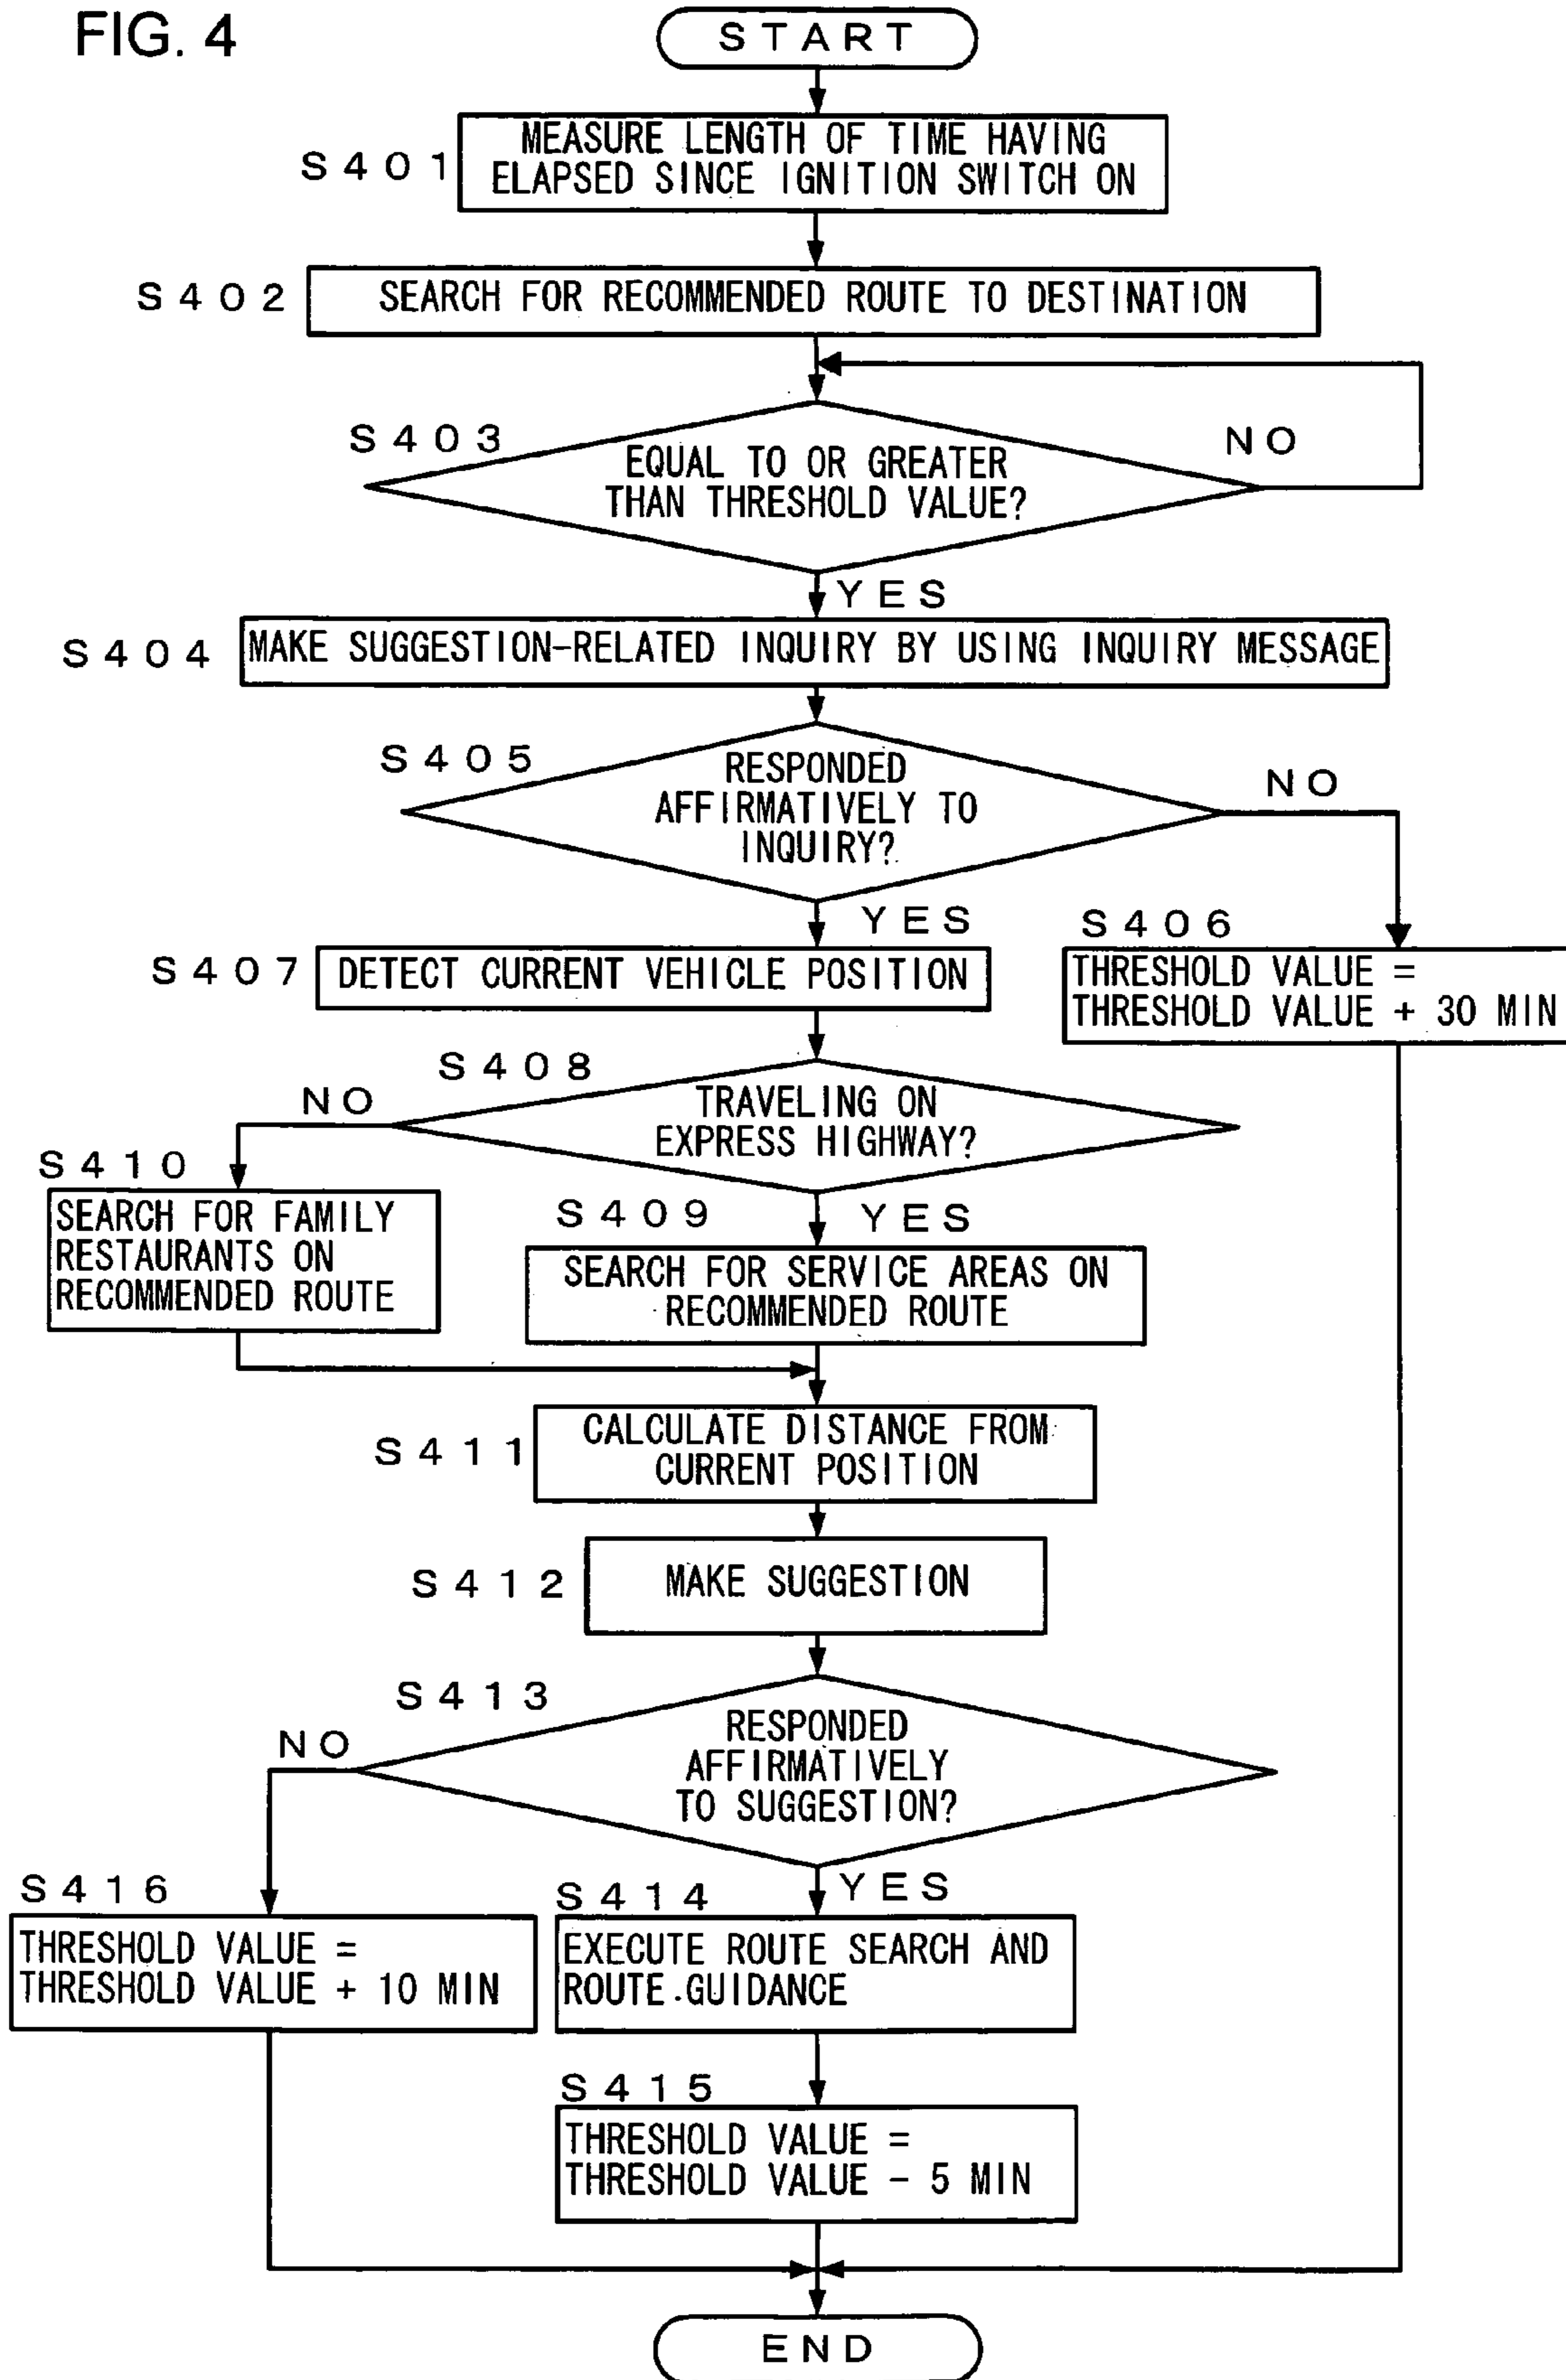 FIG. 4
START
S401
MEASURE LENGTH OF TIME HAVING
ELAPSED SINCE IGNITION SWITCH ON
S402
SEARCH FOR RECOMMENDED ROUTE TO DESTINATION
S403
EQUAL TO OR GREATER
THAN THRESHOLD VALUE?
NO
YES
S404
MAKE SUGGESTION-RELATED INQUIRY BY USING INQUIRY MESSAGE
S405
RESPONDED
AFFIRMATIVELY TO
INQUIRY?
NO
YES
S406
THRESHOLD VALUE =
THRESHOLD VALUE + 30 MIN
S407
DETECT CURRENT VEHICLE POSITION
S408
TRAVELING ON
EXPRESS HIGHWAY?
NO
YES
S410
SEARCH FOR FAMILY
RESTAURANTS ON
RECOMMENDED ROUTE
S409
SEARCH FOR SERVICE AREAS ON
RECOMMENDED ROUTE
S411
CALCULATE DISTANCE FROM
CURRENT POSITION
S412
MAKE SUGGESTION
S413
RESPONDED
AFFIRMATIVELY
TO SUGGESTION?
NO
YES
S416
THRESHOLD VALUE =
THRESHOLD VALUE + 10 MIN
S414
EXECUTE ROUTE SEARCH AND
ROUTE GUIDANCE
S415
THRESHOLD VALUE =
THRESHOLD VALUE - 5 MIN
END